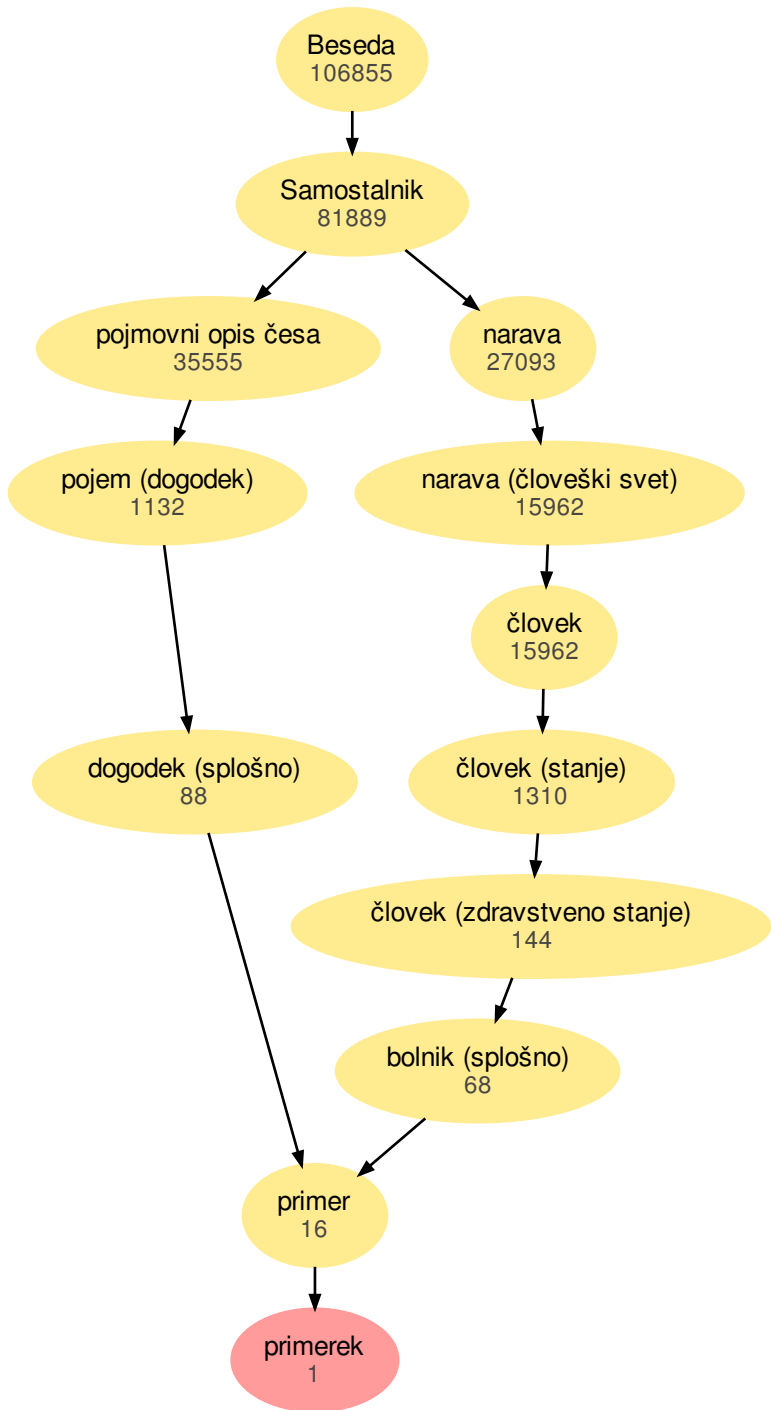 Beseda
106855
Samostalnik
81889
pojmovni opis česa
35555
narava
27093
pojem (dogodek)
1132
narava (človeški svet)
15962
človek
15962
dogodek (splošno)
88
človek (stanje)
1310
človek (zdravstveno stanje)
144
bolnik (splošno)
68
primer
16
primerek
1